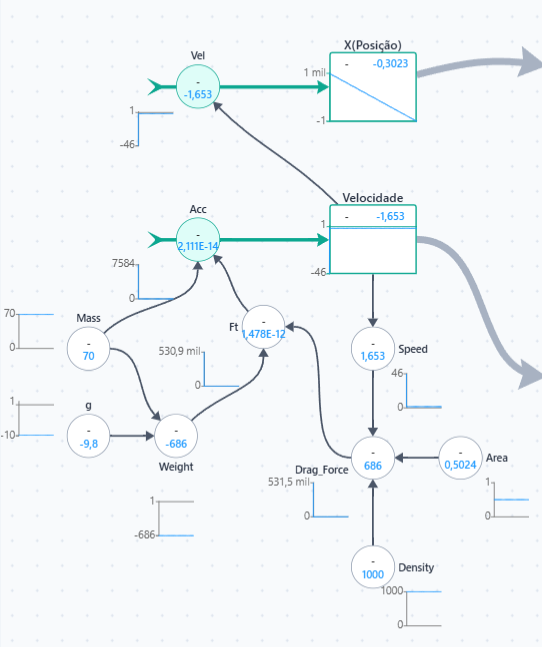 X(Posição)
- -0,3023
1 mil
-1
Vel
-
-1,653
1
-46
Velocidade
- -1,653
1
-46
Acc
-
2,111E-14
7584
0
Ft
-
1,478E-12
530,9 mil
0
Mass
-
70
70
0
g
-
-9,8
1
-10
-
-686
Weight
1
-686
-
1,653
Speed
46
0
-
686
Drag_Force
531,5 mil
0
-
0,5024
Area
1
0
-
1000
Density
1000
0